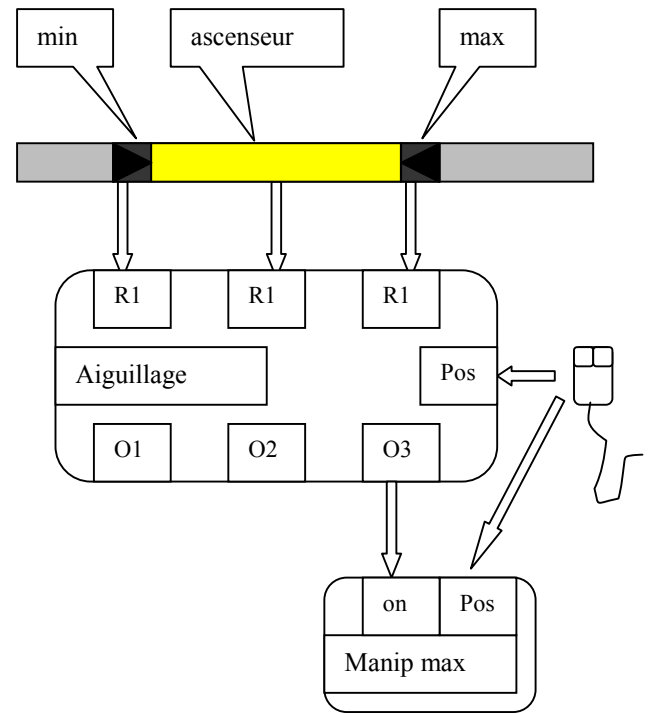 min
ascenseur
max
R1
R1
R1
Aiguillage
Pos
O1
O2
O3
on
Pos
Manip max